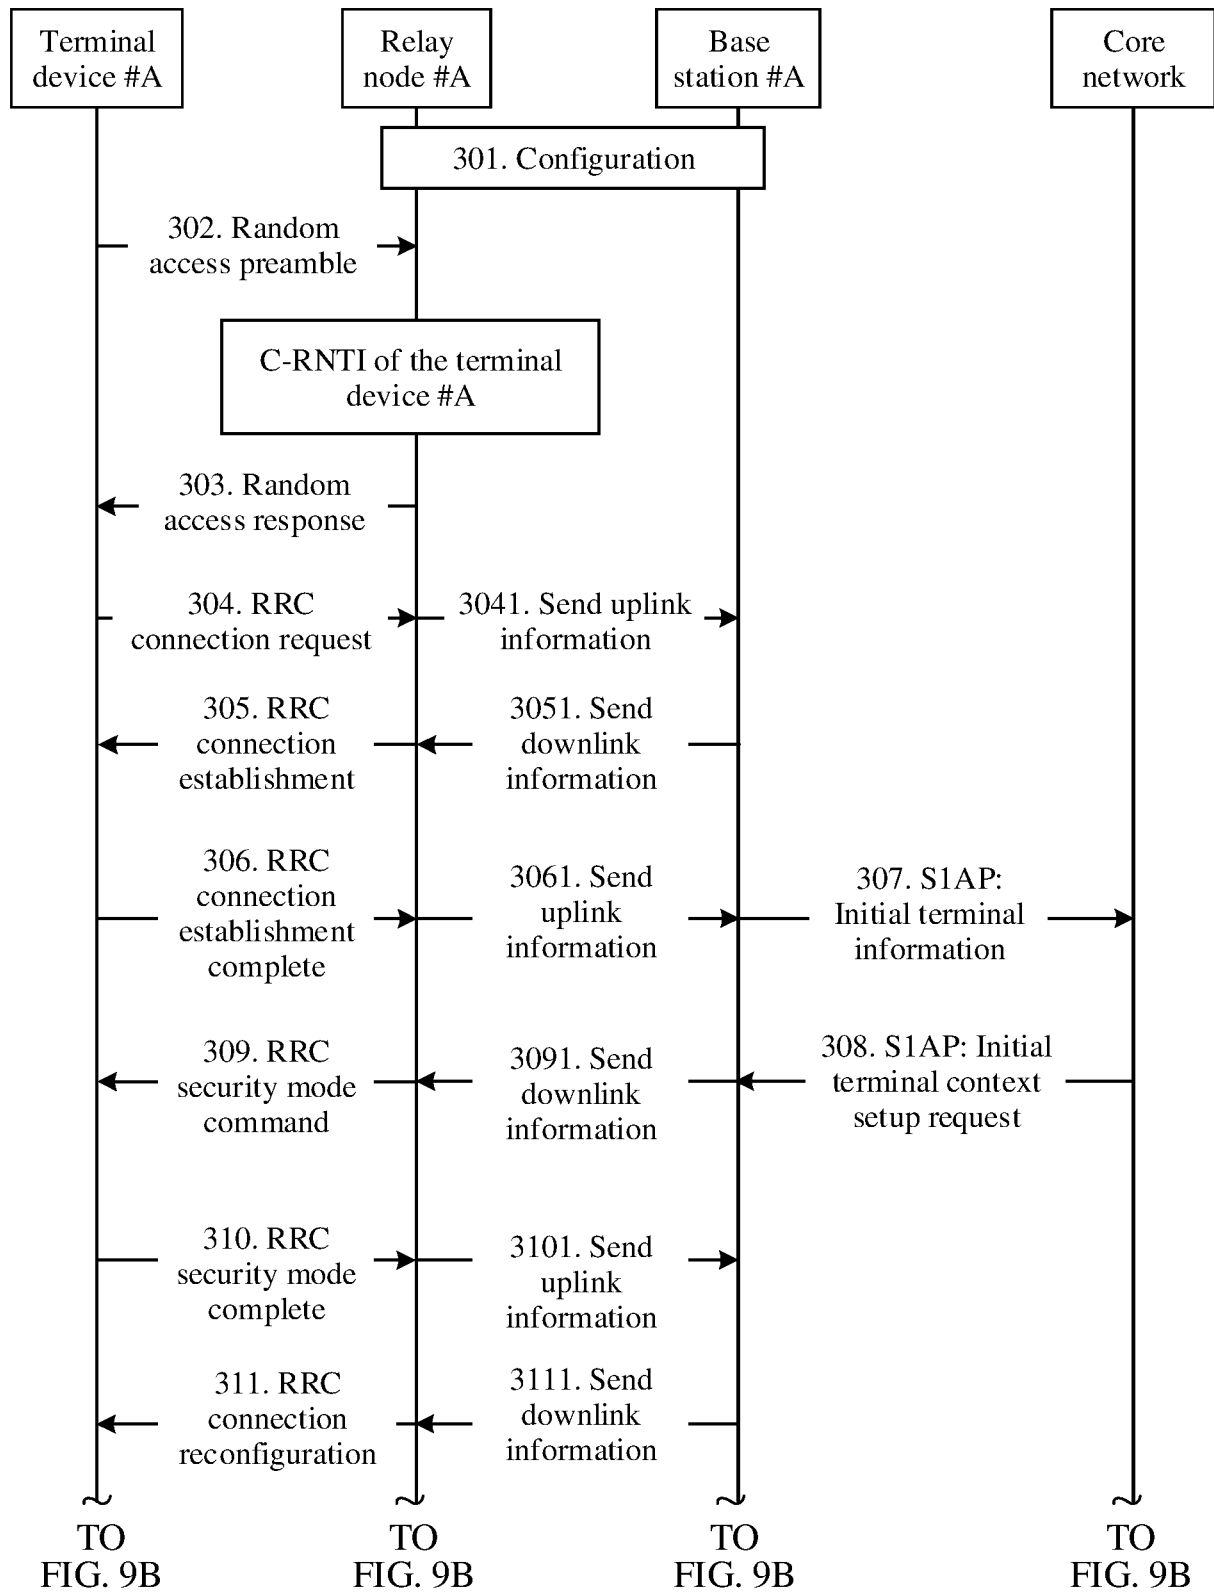 Terminal
device #A
Relay
node #A
Base
station #A
Core
network
301. Configuration
302. Random
access preamble
C-RNTI of the terminal
device #A
303. Random
access response
304. RRC
connection request
3041. Send uplink
information
305. RRC
connection
establishment
3051. Send
downlink
information
306. RRC
connection
establishment
complete
3061. Send
uplink
information
307. S1AP:
Initial terminal
information
309. RRC
security mode
command
3091. Send
downlink
information
308. S1AP: Initial
terminal context
setup request
310. RRC
security mode
complete
3101. Send
uplink
information
311. RRC
connection
reconfiguration
3111. Send
downlink
information
TO
FIG. 9B
TO
FIG. 9B
TO
FIG. 9B
TO
FIG. 9B